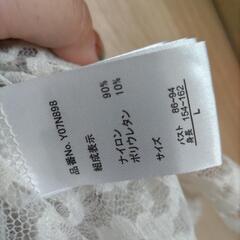 品番No. Y07N898
組成表示
ナイロン 90%
ポリウレタン 10%
サイズ
バスト 86-94
身長 154-162
L